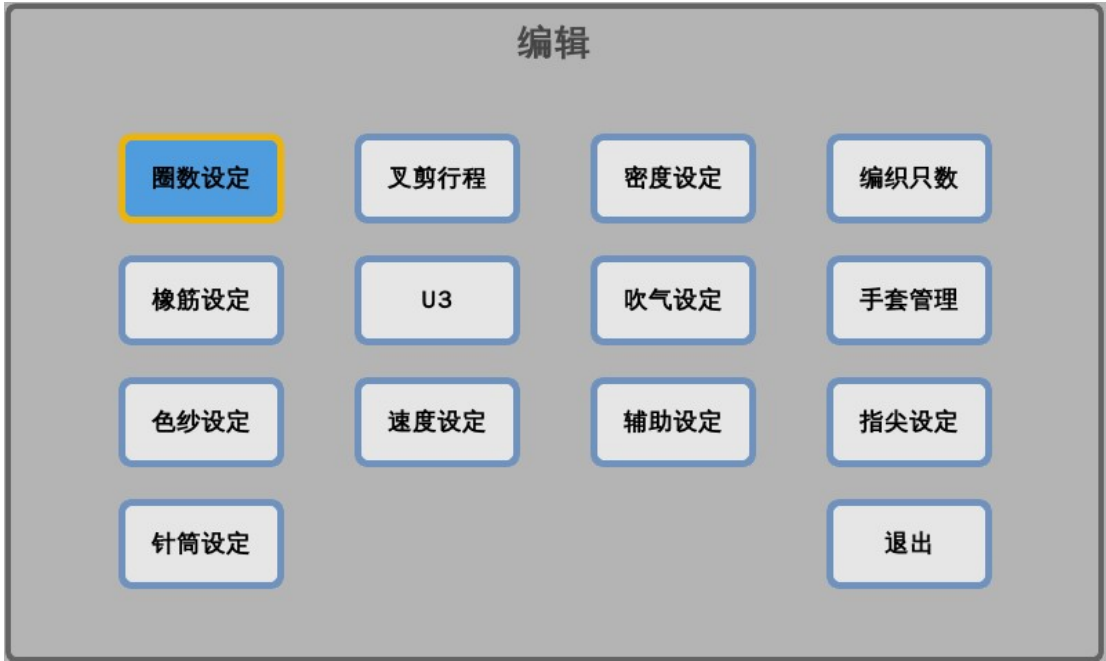 编辑
圈数设定
叉剪行程
密度设定
编织只数
橡筋设定
U3
吹气设定
手套管理
色纱设定
速度设定
辅助设定
指尖设定
针筒设定
退出